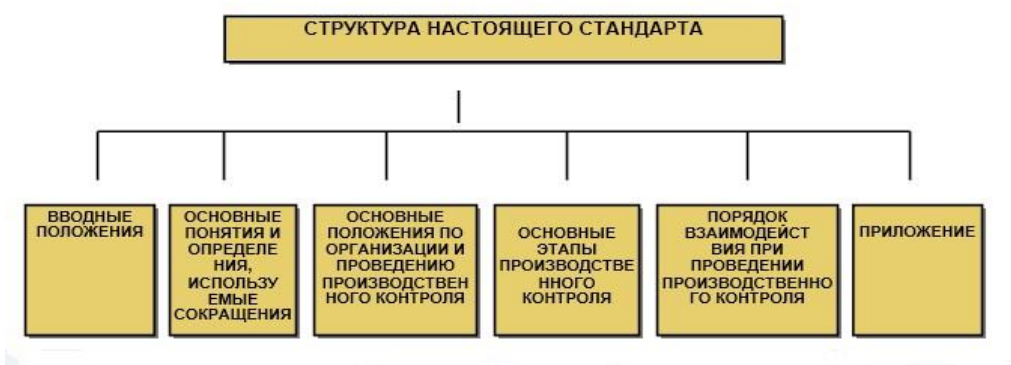 СТРУКТУРА НАСТОЯЩЕГО СТАНДАРТА
ВВОДНЫЕ
ПОЛОЖЕНИЯ
ОСНОВНЫЕ
ПОНЯТИЯ И
ОПРЕДЕЛЕ
НИЯ,
ИСПОЛЬЗУ
ЕМЫЕ
СОКРАЩЕНИЯ
ОСНОВНЫЕ
ПОЛОЖЕНИЯ ПО
ОРГАНИЗАЦИИ И
ПРОВЕДЕНИЮ
ПРОИЗВОДСТВЕН
НОГО КОНТРОЛЯ
ОСНОВНЫЕ
ЭТАПЫ
ПРОИЗВОДСТВЕ
ННОГО
КОНТРОЛЯ
ПОРЯДОК
ВЗАИМОДЕЙСТ
ВИЯ ПРИ
ПРОВЕДЕНИИ
ПРОИЗВОДСТВЕННО
ГО КОНТРОЛЯ
ПРИЛОЖЕНИЕ